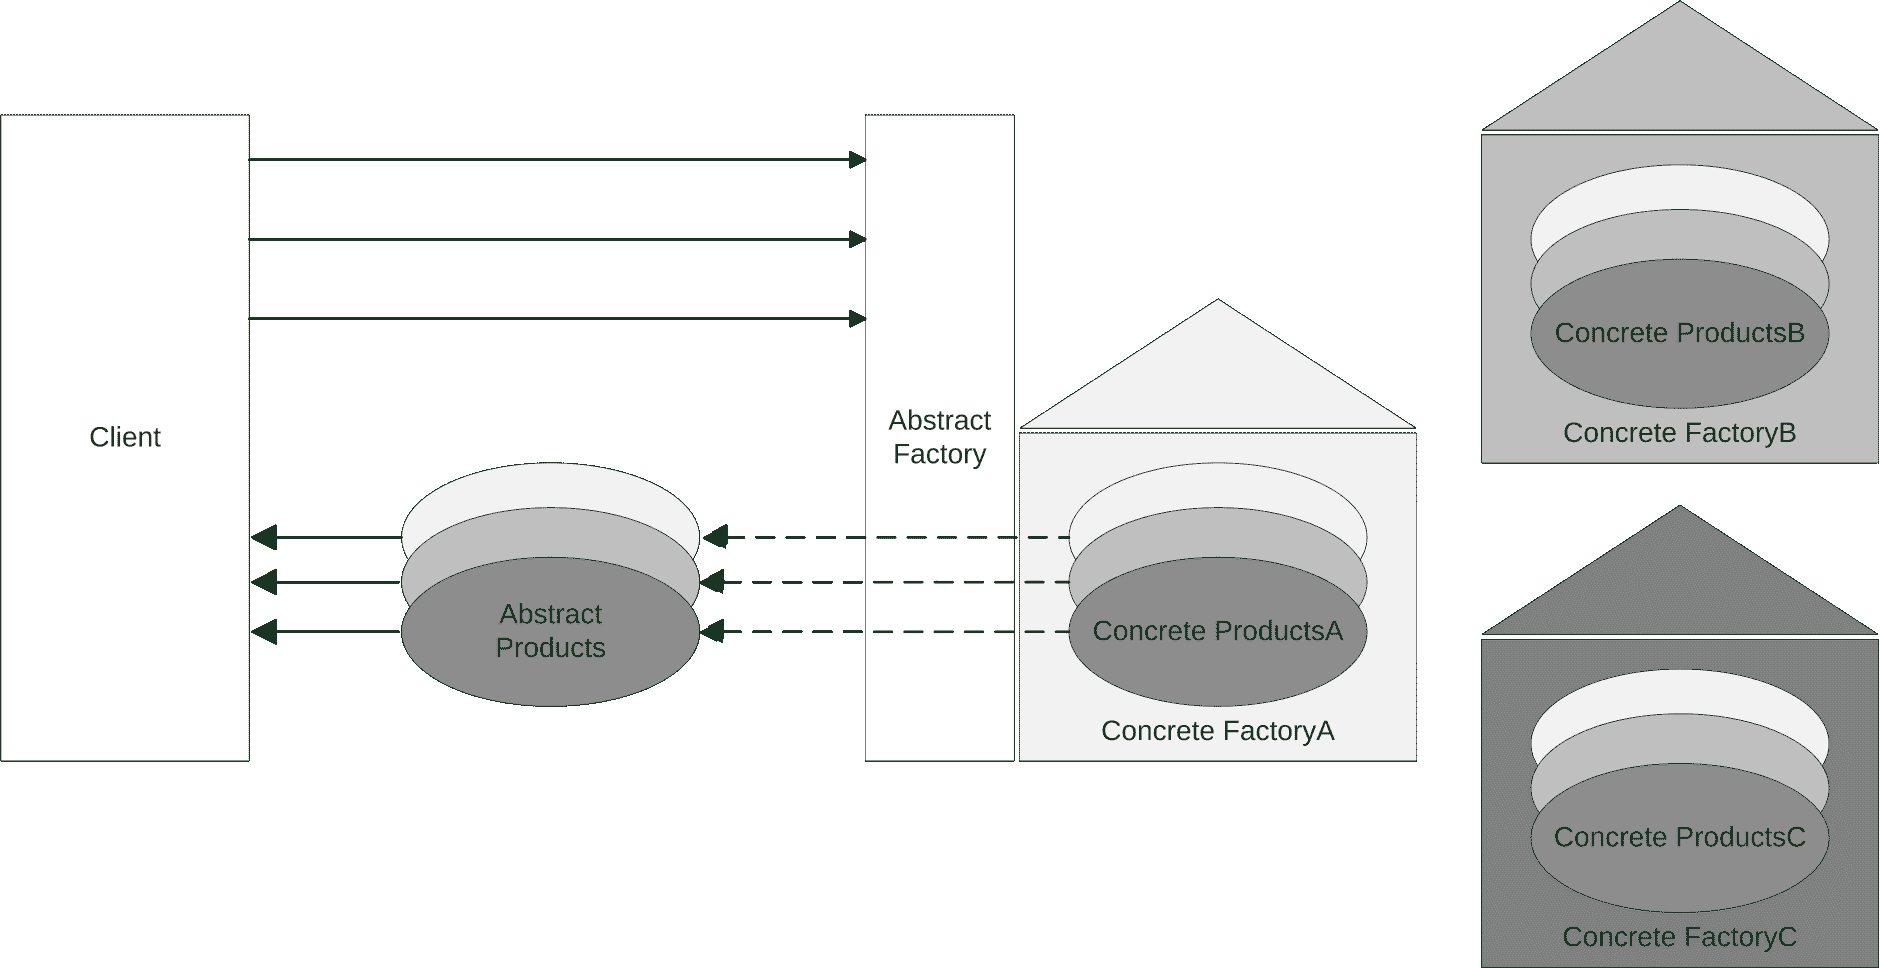 Client
Abstract
Products
Abstract
Factory
Concrete ProductsA
Concrete FactoryA
Concrete ProductsB
Concrete FactoryB
Concrete ProductsC
Concrete FactoryC